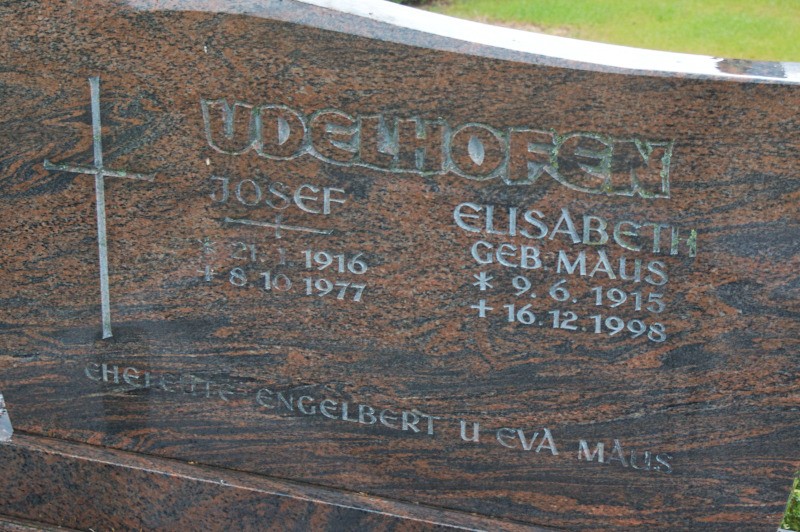 UDELHOFEN
JOSEF
* 21. 1916
+ 8.10 1977
ELISABETH
GEB. MAUS
* 9. 6. 1915
+ 16.12.1998
EHELEUTE ENGELBERT U EVA MAUS